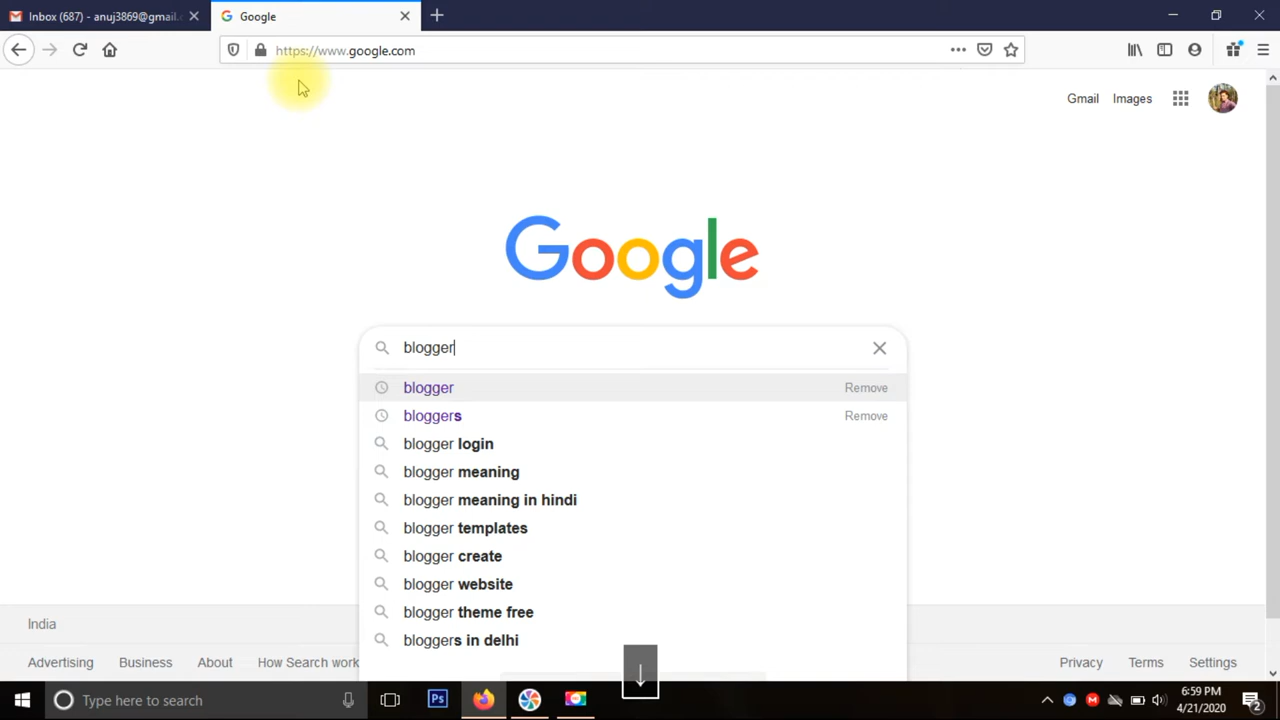 Inbox (687) - anuj3869@gmail.c
Google
https://www.google.com
Gmail
Images
Google
blogger
blogger
Remove
bloggers
Remove
blogger login
blogger meaning
blogger meaning in hindi
blogger templates
blogger create
blogger website
blogger theme free
bloggers in delhi
India
Advertising
Business
About
How Search work
Privacy
Terms
Settings
Type here to search
Ps
6:59 PM
4/21/2020
2